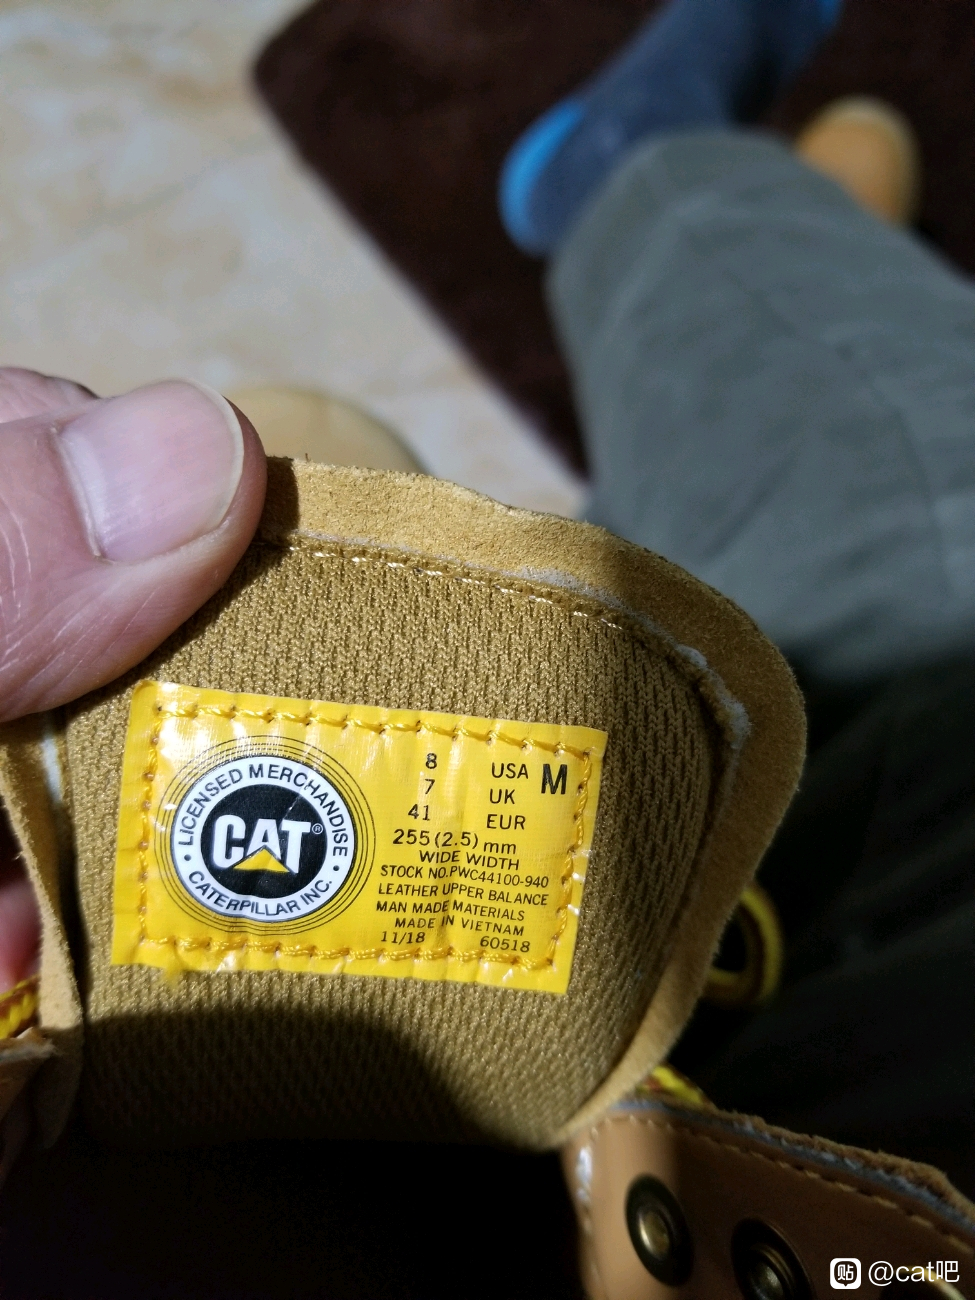 LICENSED MERCHANDISE
CAT®
CATERPILLAR INC.
8 USA M
7 UK
41 EUR
255(2.5)mm
WIDE WIDTH
STOCK NO.PWC44100-940
LEATHER UPPER BALANCE
MAN MADE MATERIALS
MADE IN VIETNAM
11/18 60518
贴 @cat吧